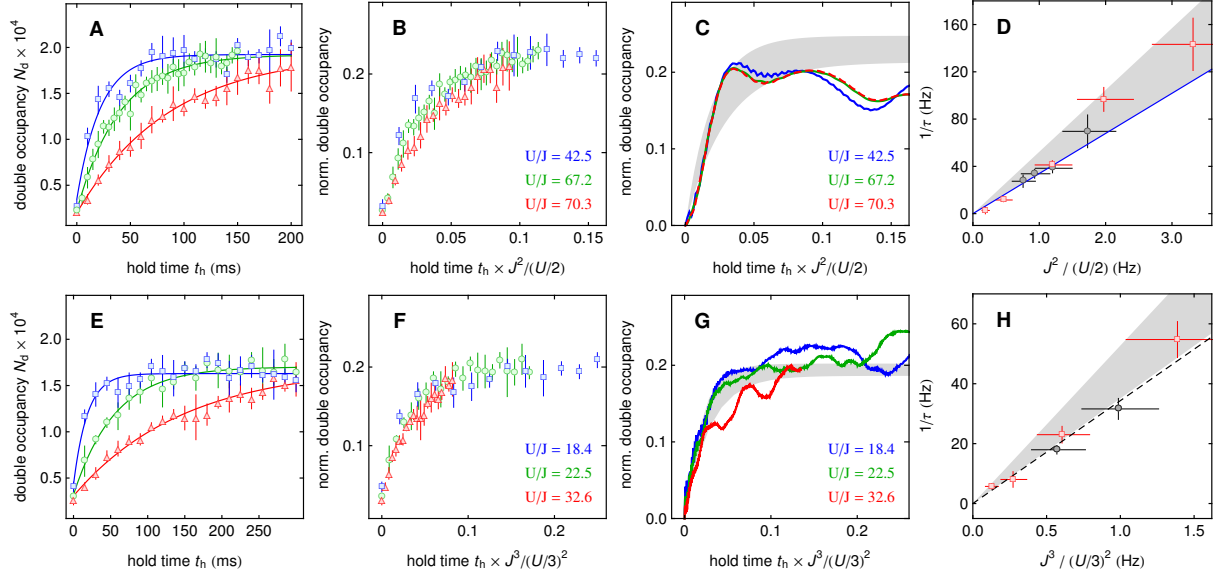 A
double occupancy N_d × 10^4
2.0
1.5
1.0
0.5
0
50
100
150
200
hold time t_h (ms)
B
norm. double occupancy
0.2
0.1
0
0.05
0.1
0.15
U/J = 42.5
U/J = 67.2
U/J = 70.3
hold time t_h × J^2/(U/2)
C
norm. double occupancy
0.2
0.1
0.0
0
0.05
0.1
0.15
U/J = 42.5
U/J = 67.2
U/J = 70.3
hold time t_h × J^2/(U/2)
D
1/τ (Hz)
160
120
80
40
0
0.0
1.0
2.0
3.0
J^2 / (U/2) (Hz)
E
double occupancy N_d × 10^4
2.0
1.5
1.0
0.5
0
50
100
150
200
250
hold time t_h (ms)
F
norm. double occupancy
0.2
0.1
0
0.1
0.2
U/J = 18.4
U/J = 22.5
U/J = 32.6
hold time t_h × J^3/(U/3)^2
G
norm. double occupancy
0.2
0.1
0.0
0
0.1
0.2
U/J = 18.4
U/J = 22.5
U/J = 32.6
hold time t_h × J^3/(U/3)^2
H
1/τ (Hz)
60
40
20
0
0.0
0.5
1.0
1.5
J^3 / (U/3)^2 (Hz)